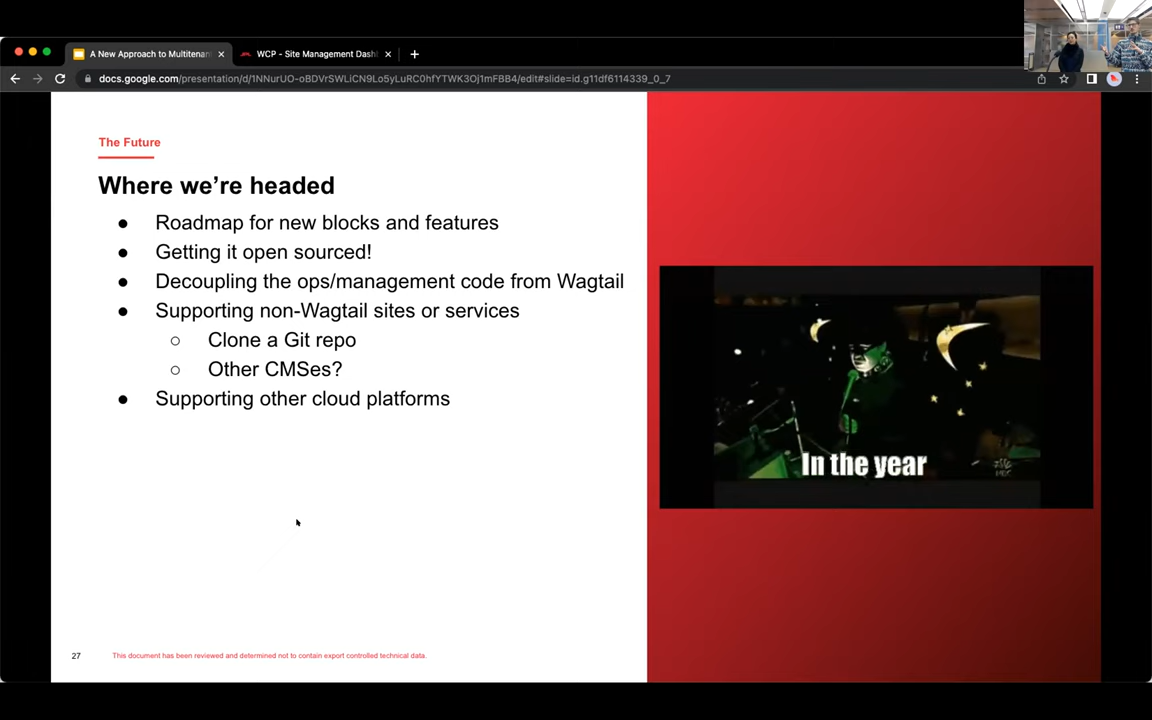 A New Approach to Multitenan
WCP - Site Management Dashb
docs.google.com/presentation/d/1NNurUO-oBDVrSWLiCN9Lo5yLuRC0hfYTWK3Oj1mFBB4/edit#slide=id.g11df6114339_0_7
The Future
Where we're headed
● Roadmap for new blocks and features
● Getting it open sourced!
● Decoupling the ops/management code from Wagtail
● Supporting non-Wagtail sites or services
○ Clone a Git repo
○ Other CMSes?
● Supporting other cloud platforms
In the year
NBC
27
This document has been reviewed and determined not to contain export controlled technical data.